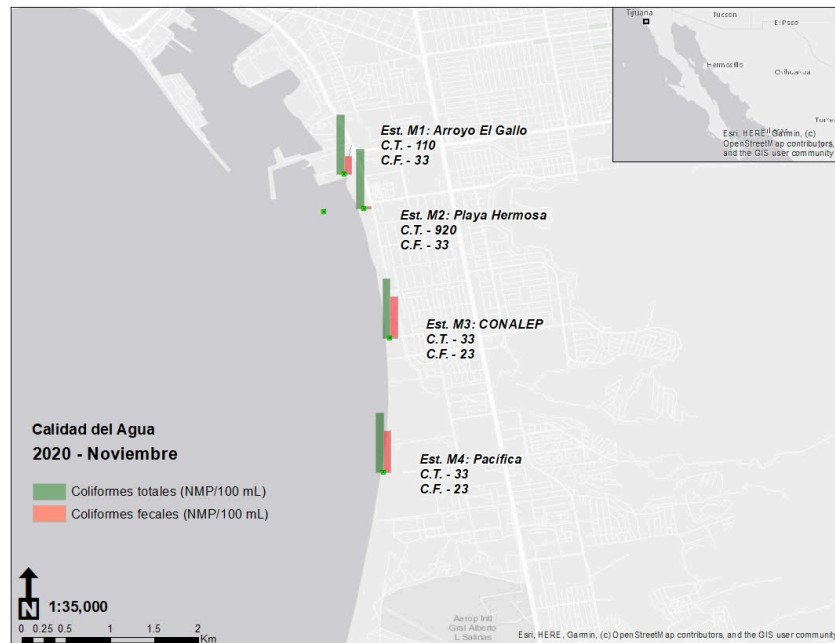 Tijuana
Tucson
El Paso
Hermosillo
Chihuahua
Esri, HERE, Garmin, (c)
OpenStreetMap contributors,
and the GIS user community
Est. M1: Arroyo El Gallo
C.T. - 110
C.F. - 33
Est. M2: Playa Hermosa
C.T. - 920
C.F. - 33
Est. M3: CONALEP
C.T. - 33
C.F. - 23
Est. M4: Pacífica
C.T. - 33
C.F. - 23
Calidad del Agua
2020 - Noviembre
Coliformes totales (NMP/100 mL)
Coliformes fecales (NMP/100 mL)
N
1:35,000
0 0.25 0.5 1 1.5 2
Km
Aerop Intl
Gral Alberto
L Salinas
Esri, HERE, Garmin, (c) OpenStreetMap contributors, and the GIS user community